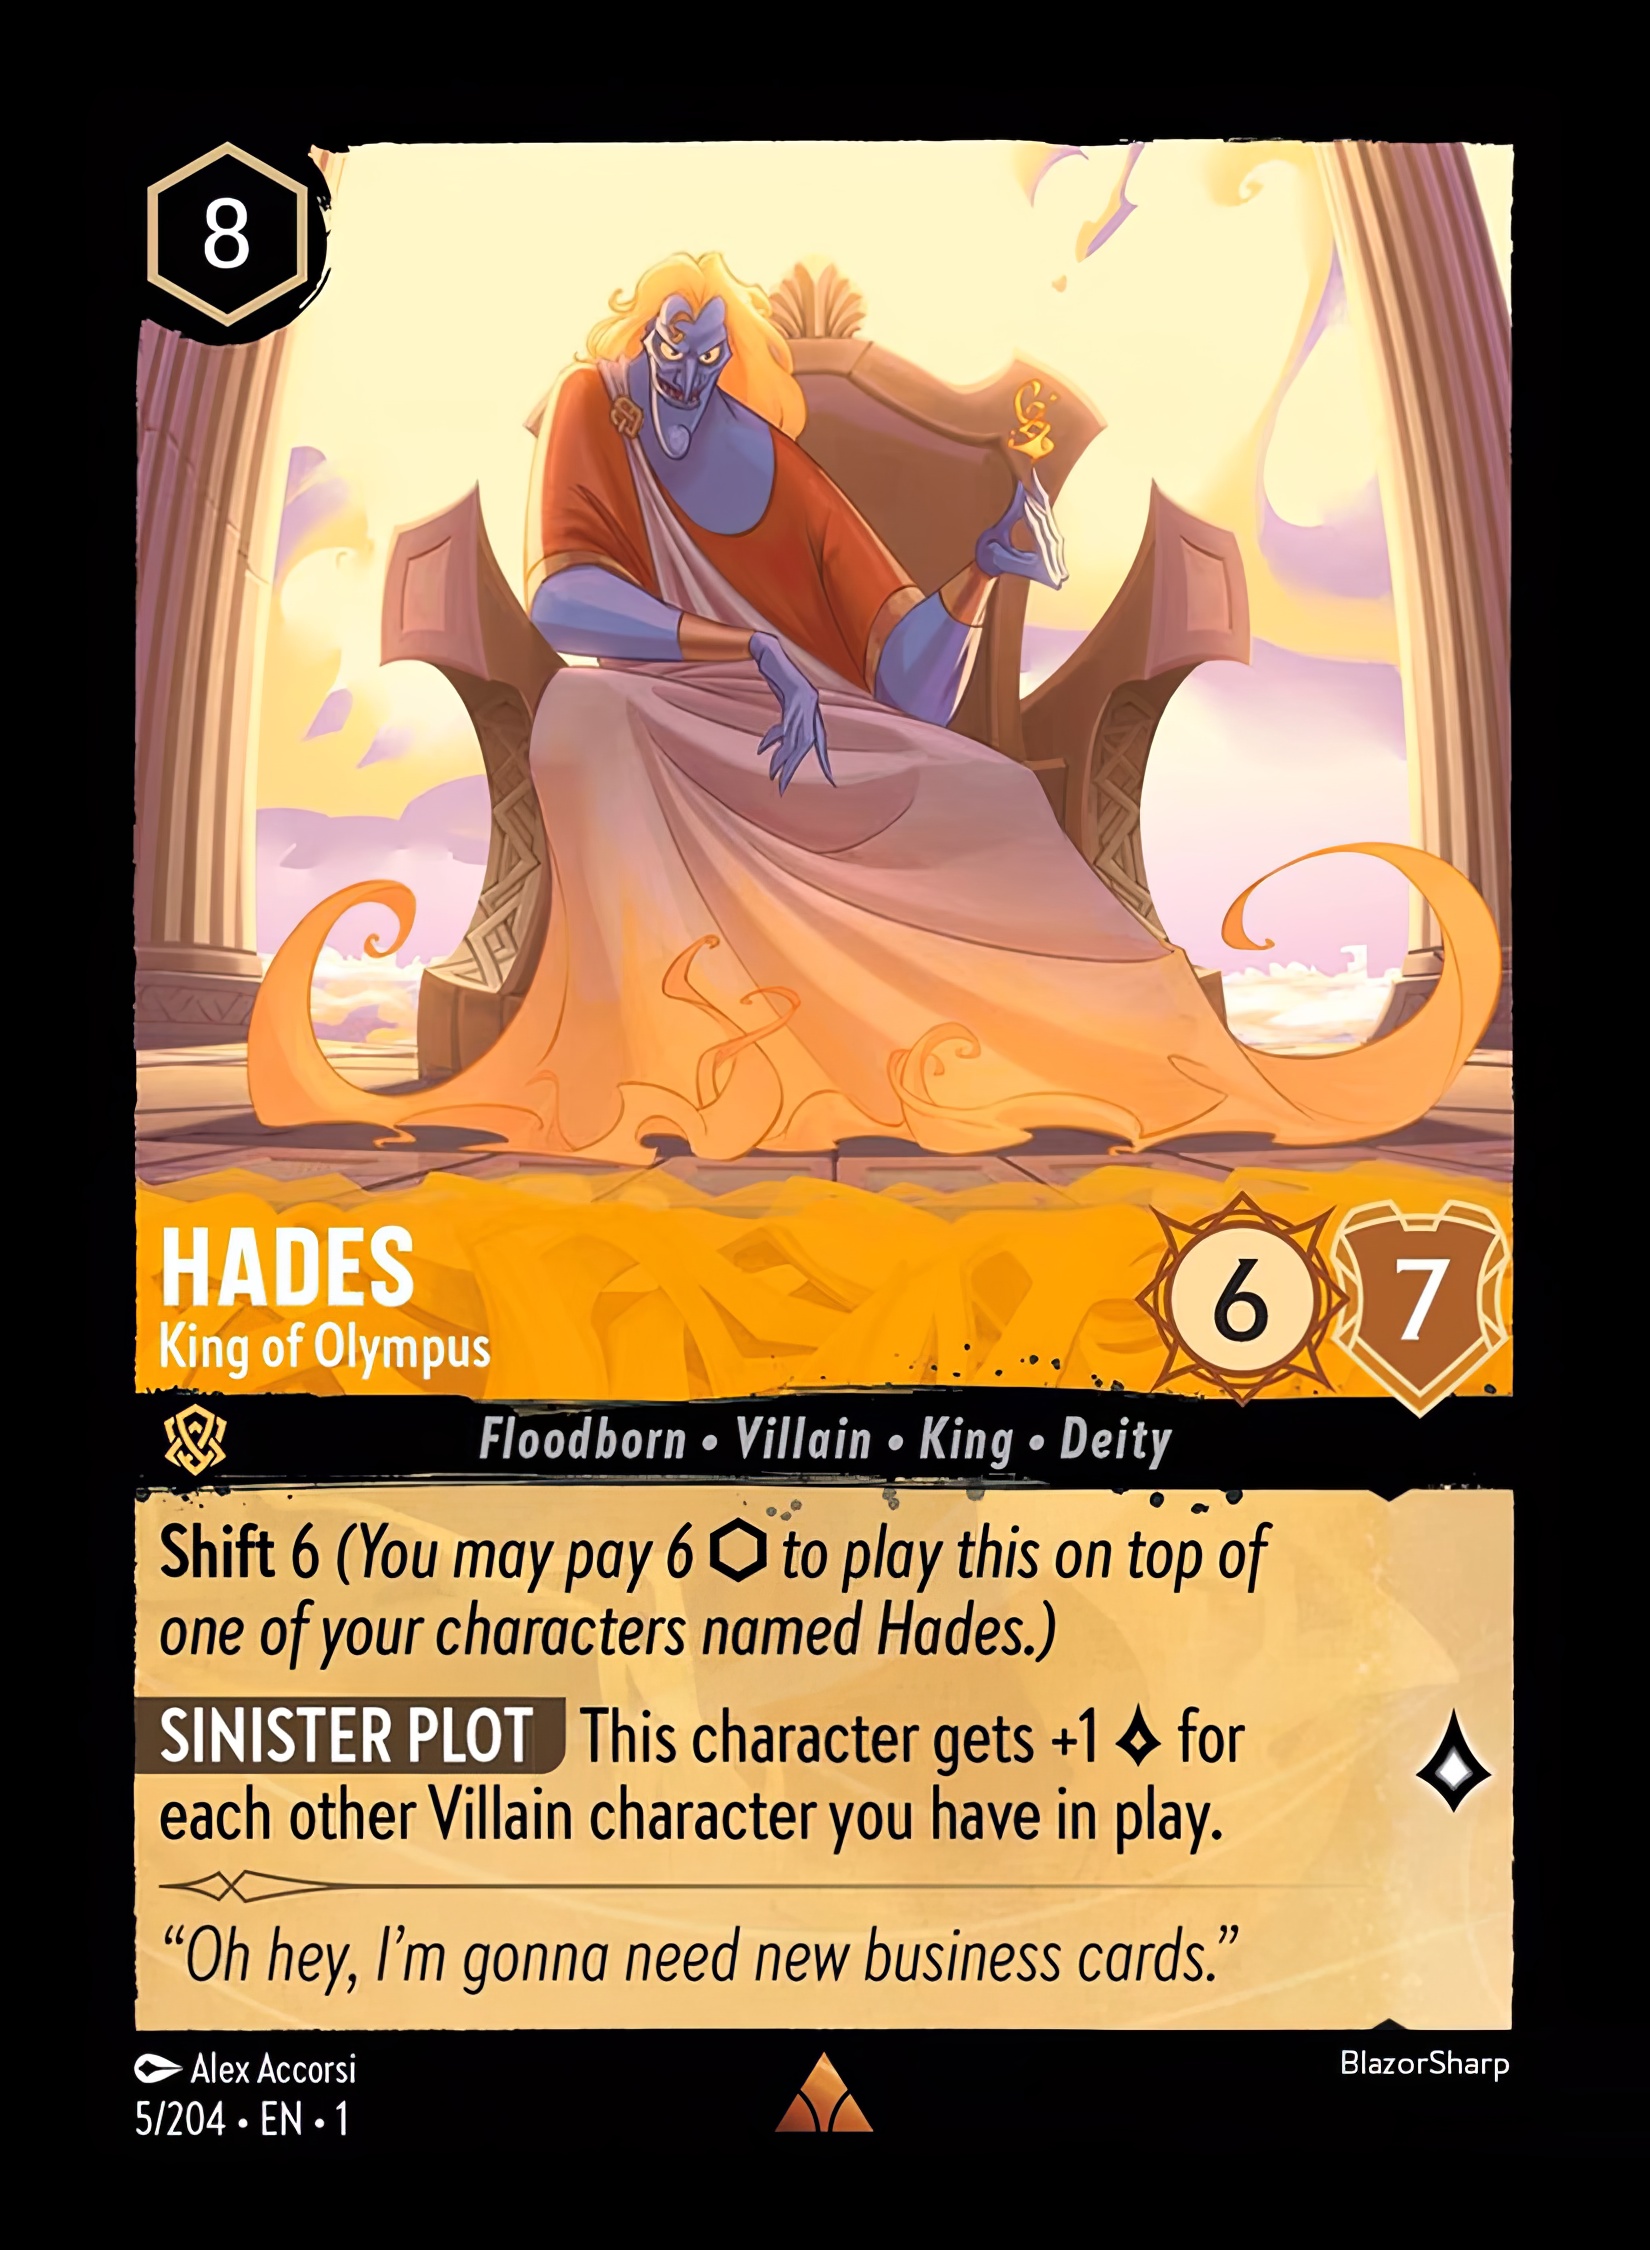 8
HADES
King of Olympus
6
7
Floodborn • Villain • King • Deity
Shift 6 (You may pay 6 ⬡ to play this on top of
one of your characters named Hades.)
SINISTER PLOT This character gets +1 ◊ for
each other Villain character you have in play.
“Oh hey, I’m gonna need new business cards.”
Alex Accorsi
BlazorSharp
5/204 • EN • 1